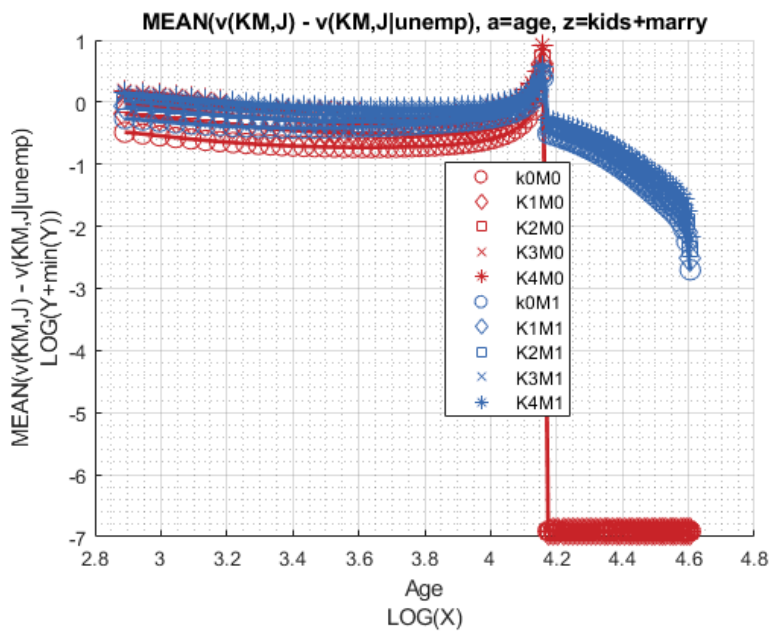 MEAN(v(KM,J) - v(KM,J|unemp), a=age, z=kids+marry
MEAN(v(KM,J) - v(KM,J|unemp)
LOG(Y+min(Y))
1
0
-1
-2
-3
-4
-5
-6
-7
k0M0
K1M0
K2M0
K3M0
K4M0
k0M1
K1M1
K2M1
K3M1
K4M1
2.8 3 3.2 3.4 3.6 3.8 4 4.2 4.4 4.6 4.8
Age
LOG(X)